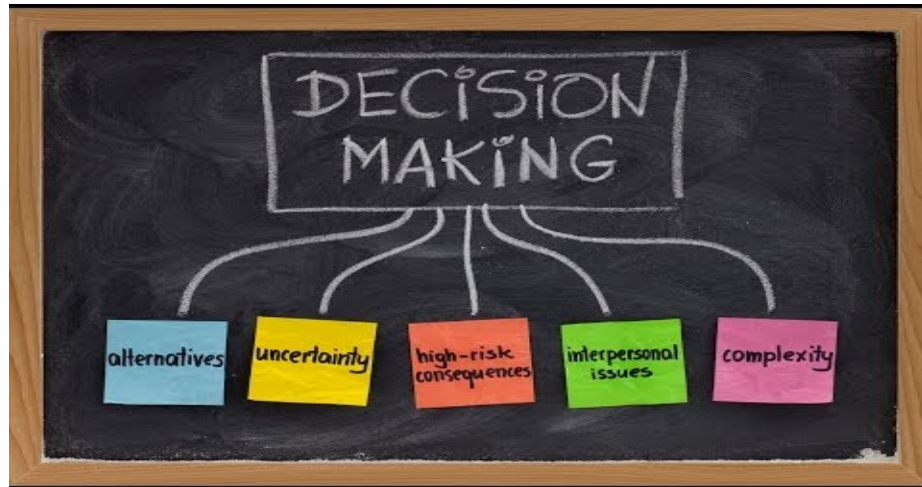 DECISION
MAKING
alternatives
uncertainty
high-risk
consequences
interpersonal
issues
complexity